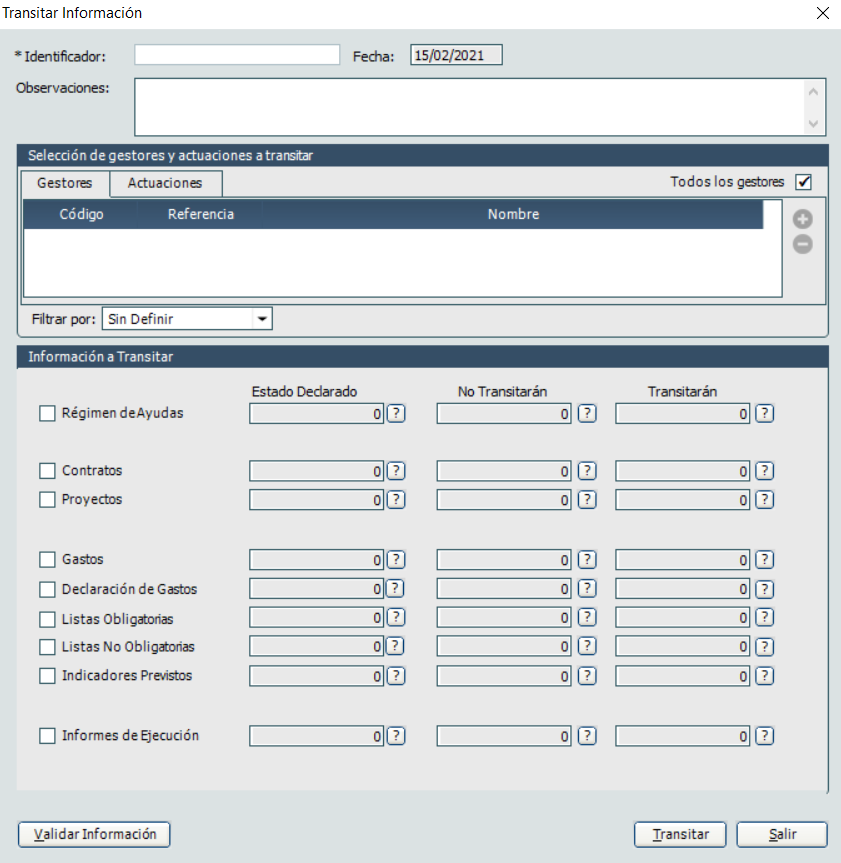 Transitar Información
* Identificador: Fecha: 15/02/2021
Observaciones:
Selección de gestores y actuaciones a transitar
Gestores Actuaciones Todos los gestores
Código Referencia Nombre
Filtrar por: Sin Definir
Información a Transitar
Estado Declarado No Transitarán Transitarán
Régimen de Ayudas 0 ? 0 ? 0 ?
Contratos 0 ? 0 ? 0 ?
Proyectos 0 ? 0 ? 0 ?
Gastos 0 ? 0 ? 0 ?
Declaración de Gastos 0 ? 0 ? 0 ?
Listas Obligatorias 0 ? 0 ? 0 ?
Listas No Obligatorias 0 ? 0 ? 0 ?
Indicadores Previstos 0 ? 0 ? 0 ?
Informes de Ejecución 0 ? 0 ? 0 ?
Validar Información Transitar Salir